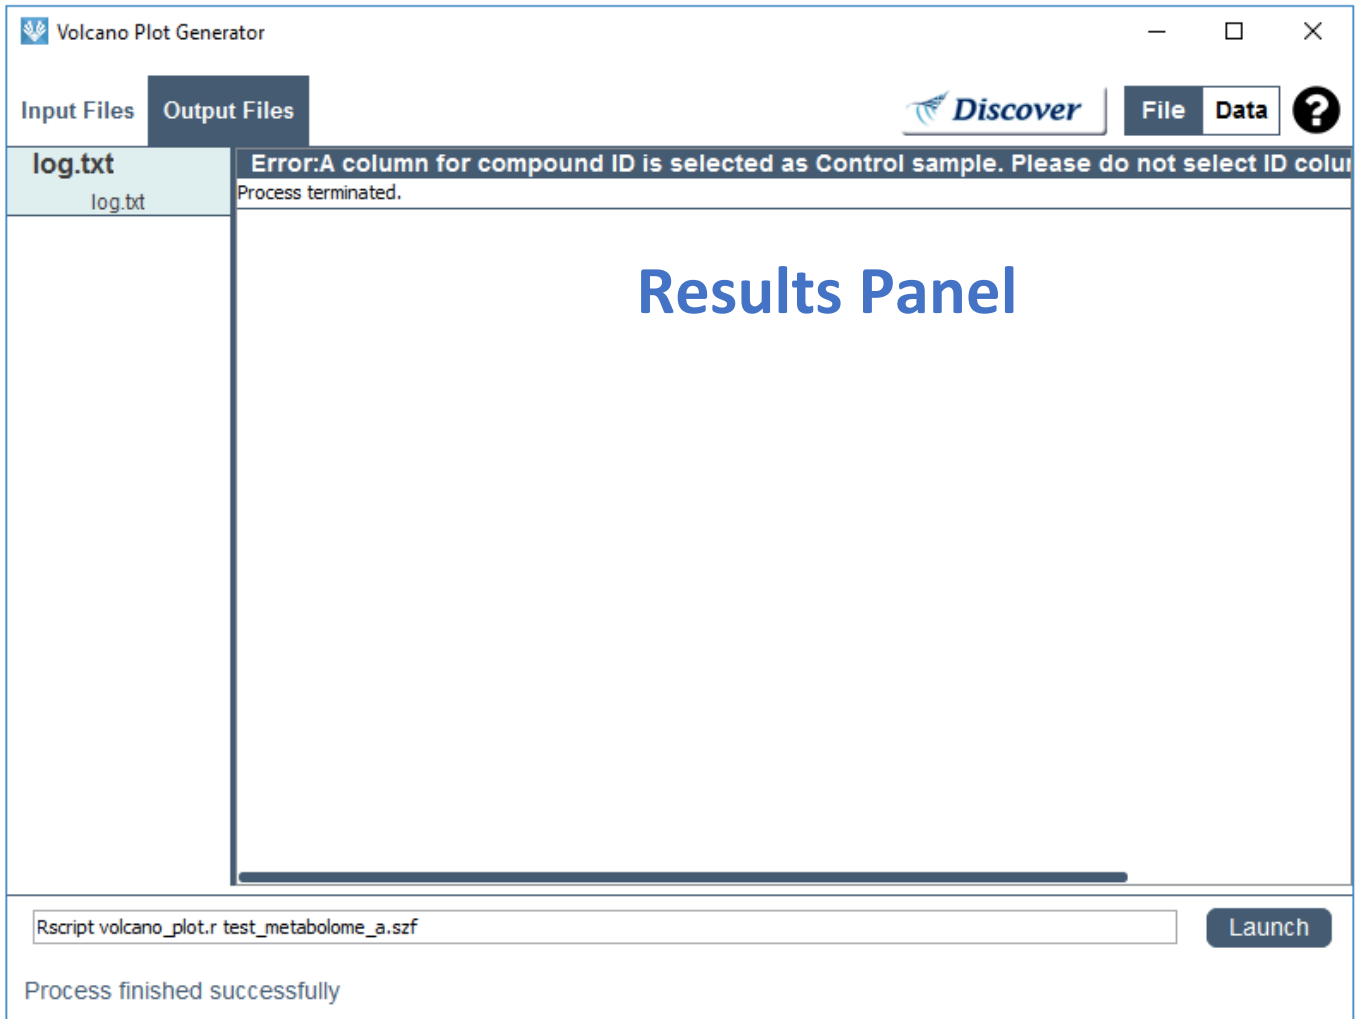 Volcano Plot Generator
Input Files Output Files Discover File Data ?
log.txt
log.txt
Error:A column for compound ID is selected as Control sample. Please do not select ID
Process terminated.
Results Panel
Rscript volcano_plot.r test_metabolome_a.szf
Launch
Process finished successfully